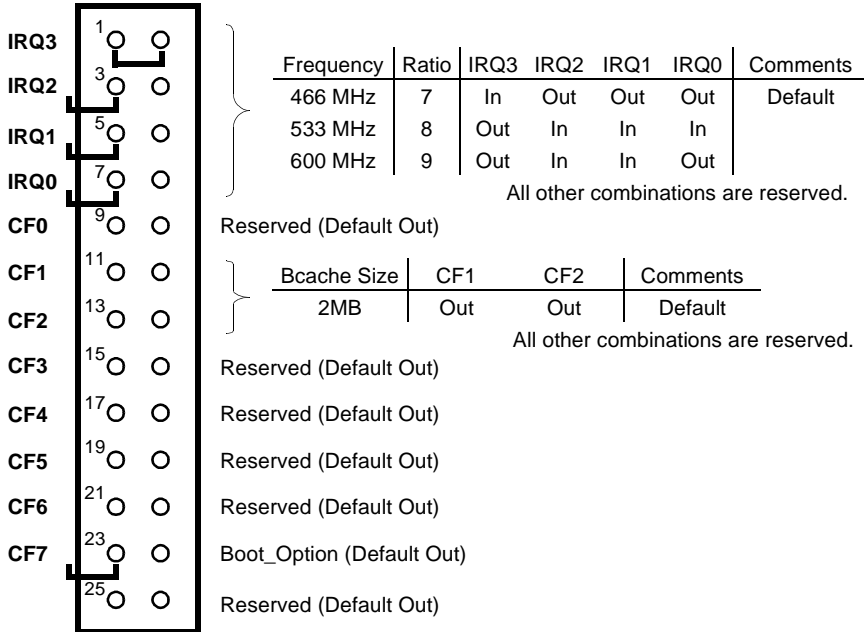 IRQ3 1
Frequency Ratio IRQ3 IRQ2 IRQ1 IRQ0 Comments
IRQ2 3
466 MHz 7 In Out Out Out Default
IRQ1 5
533 MHz 8 Out In In In
600 MHz 9 Out In In Out
IRQ0 7
All other combinations are reserved.
CF0 9 Reserved (Default Out)
CF1 11
Bcache Size CF1 CF2 Comments
2MB Out Out Default
CF2 13
All other combinations are reserved.
CF3 15 Reserved (Default Out)
CF4 17 Reserved (Default Out)
CF5 19 Reserved (Default Out)
CF6 21 Reserved (Default Out)
CF7 23 Boot_Option (Default Out)
25 Reserved (Default Out)